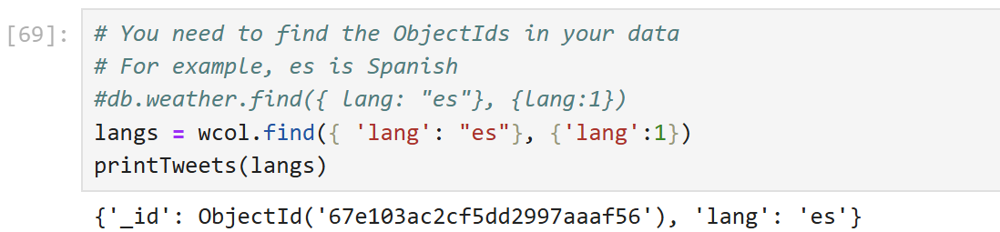 [69]:
# You need to find the ObjectIds in your data
# For example, es is Spanish
#db.weather.find({ lang: "es"}, {lang:1})
langs = wcol.find({ 'lang': "es"}, {'lang':1})
printTweets(langs)
{'_id': ObjectId('67e103ac2cf5dd2997aaaf56'), 'lang': 'es'}